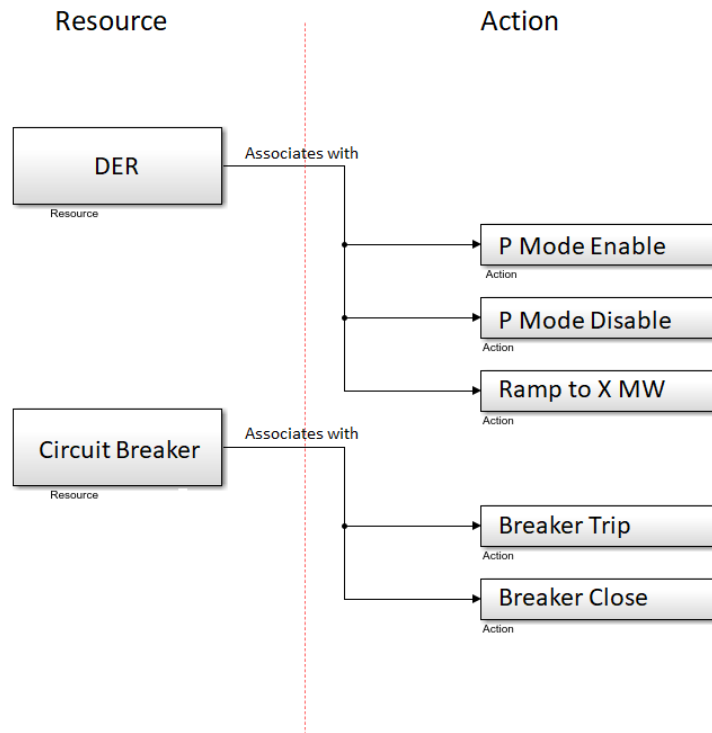 Resource
Action
DER
Associates with
Resource
P Mode Enable
Action
P Mode Disable
Action
Ramp to X MW
Action
Circuit Breaker
Associates with
Resource
Breaker Trip
Action
Breaker Close
Action